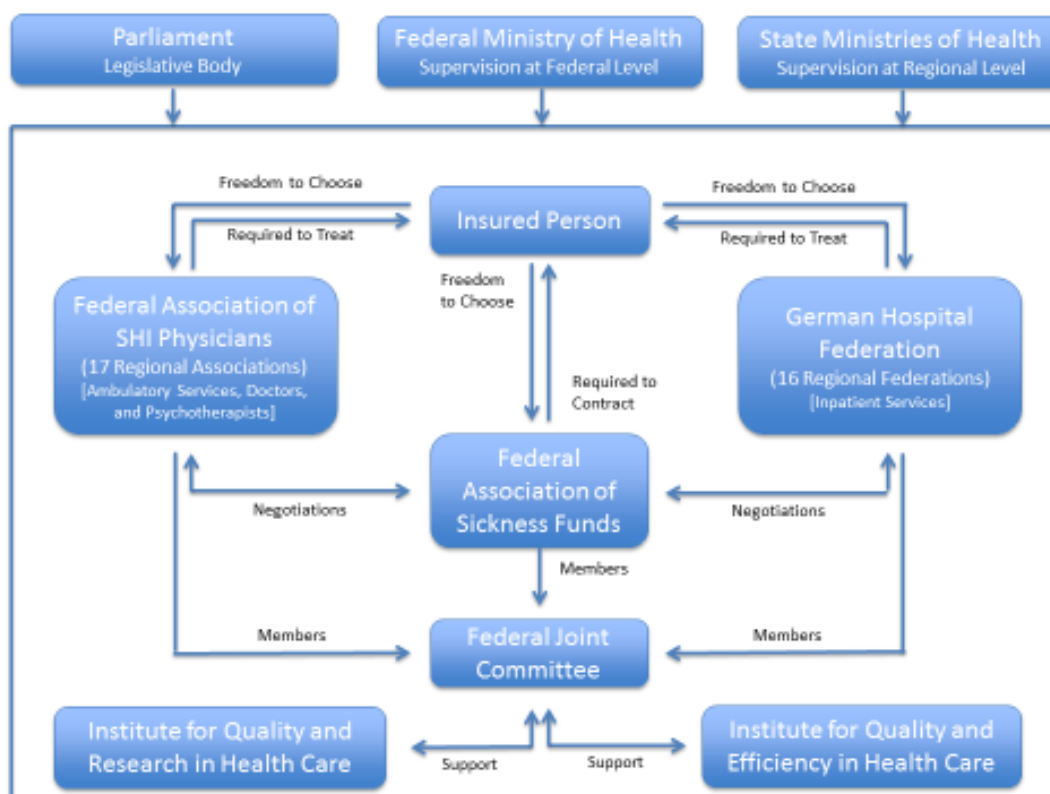 Parliament
Legislative Body
Federal Ministry of Health
Supervision at Federal Level
State Ministries of Health
Supervision at Regional Level
Freedom to Choose
Freedom to Choose
Insured Person
Required to Treat
Required to Treat
Freedom
to Choose
Federal Association of
SHI Physicians
(17 Regional Associations)
[Ambulatory Services, Doctors,
and Psychotherapists]
German Hospital
Federation
(16 Regional Federations)
[Inpatient Services]
Required to
Contract
Federal
Association of
Sickness Funds
Negotiations
Negotiations
Members
Members
Members
Federal Joint
Committee
Institute for Quality and
Research in Health Care
Support
Support
Institute for Quality and
Efficiency in Health Care